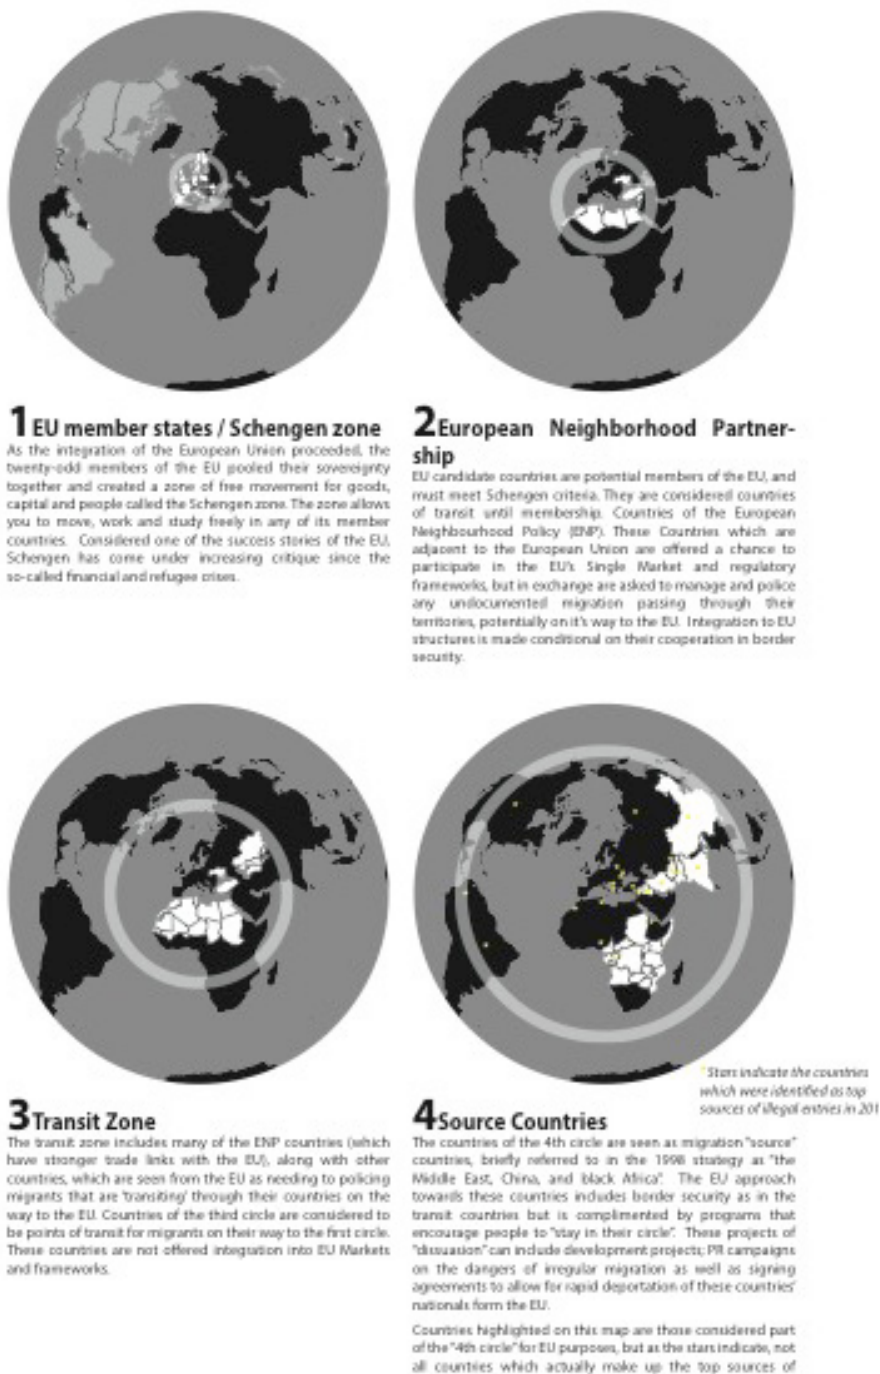 1 EU member states / Schengen zone
As the integration of the European Union proceeded, the
twenty-odd members of the EU pooled their sovereignty
together and created a zone of free movement for goods,
capital and people called the Schengen zone. The zone allows
you to move, work and study freely in any of its member
countries. Considered one of the success stories of the EU,
Schengen has come under increasing critique since the
so-called financial and refugee crises.
2 European Neighborhood Partner-
ship
EU candidate countries are potential members of the EU, and
must meet Schengen criteria. They are considered countries
of transit until membership. Countries of the European
Neighbourhood Policy (ENP). These Countries which are
adjacent to the European Union are offered a chance to
participate in the EU's Single Market and regulatory
frameworks, but in exchange are asked to manage and police
any undocumented migration passing through their
territories, potentially on it's way to the EU. Integration to EU
structures is made conditional on their cooperation in border
security.
3 Transit Zone
The transit zone includes many of the ENP countries (which
have stronger trade links with the EU), along with other
countries, which are seen from the EU as needing to policing
migrants that are 'transiting' through their countries on the
way to the EU. Countries of the third circle are considered to
be points of transit for migrants on their way to the first circle.
These countries are not offered integration into EU Markets
and frameworks.
*Stars indicate the countries
which were identified as top
sources of illegal entries in 201
4 Source Countries
The countries of the 4th circle are seen as migration "source"
countries, briefly referred to in the 1998 strategy as "the
Middle East, China, and black Africa". The EU approach
towards these countries includes border security as in the
transit countries but is complimented by programs that
encourage people to "stay in their circle". These projects of
"dissuasion" can include development projects; PR campaigns
on the dangers of irregular migration as well as signing
agreements to allow for rapid deportation of these countries'
nationals form the EU.
Countries highlighted on this map are those considered part
of the "4th circle" for EU purposes, but as the stars indicate, not
all countries which actually make up the top sources of